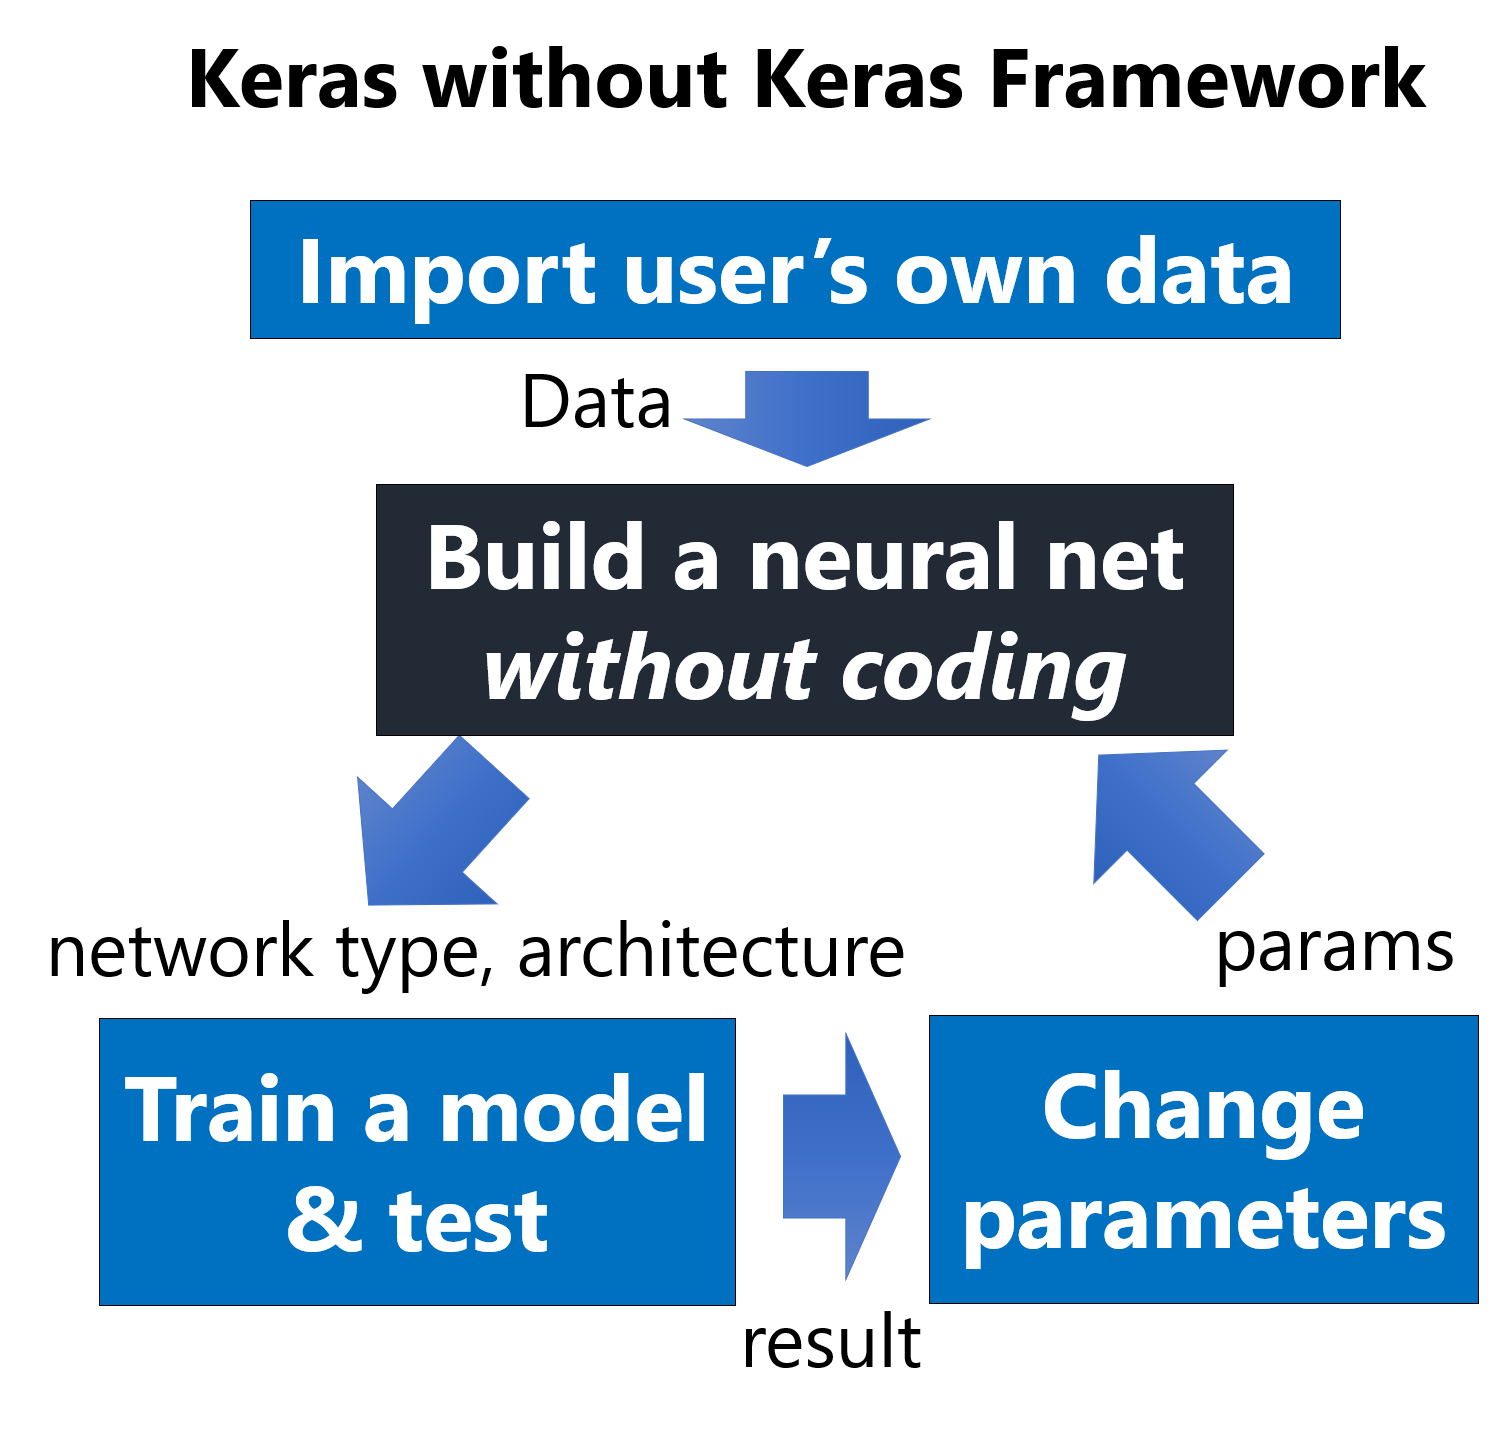 Keras without Keras Framework
Import user’s own data
Data
Build a neural net
without coding
network type, architecture
params
Train a model
& test
Change
parameters
result